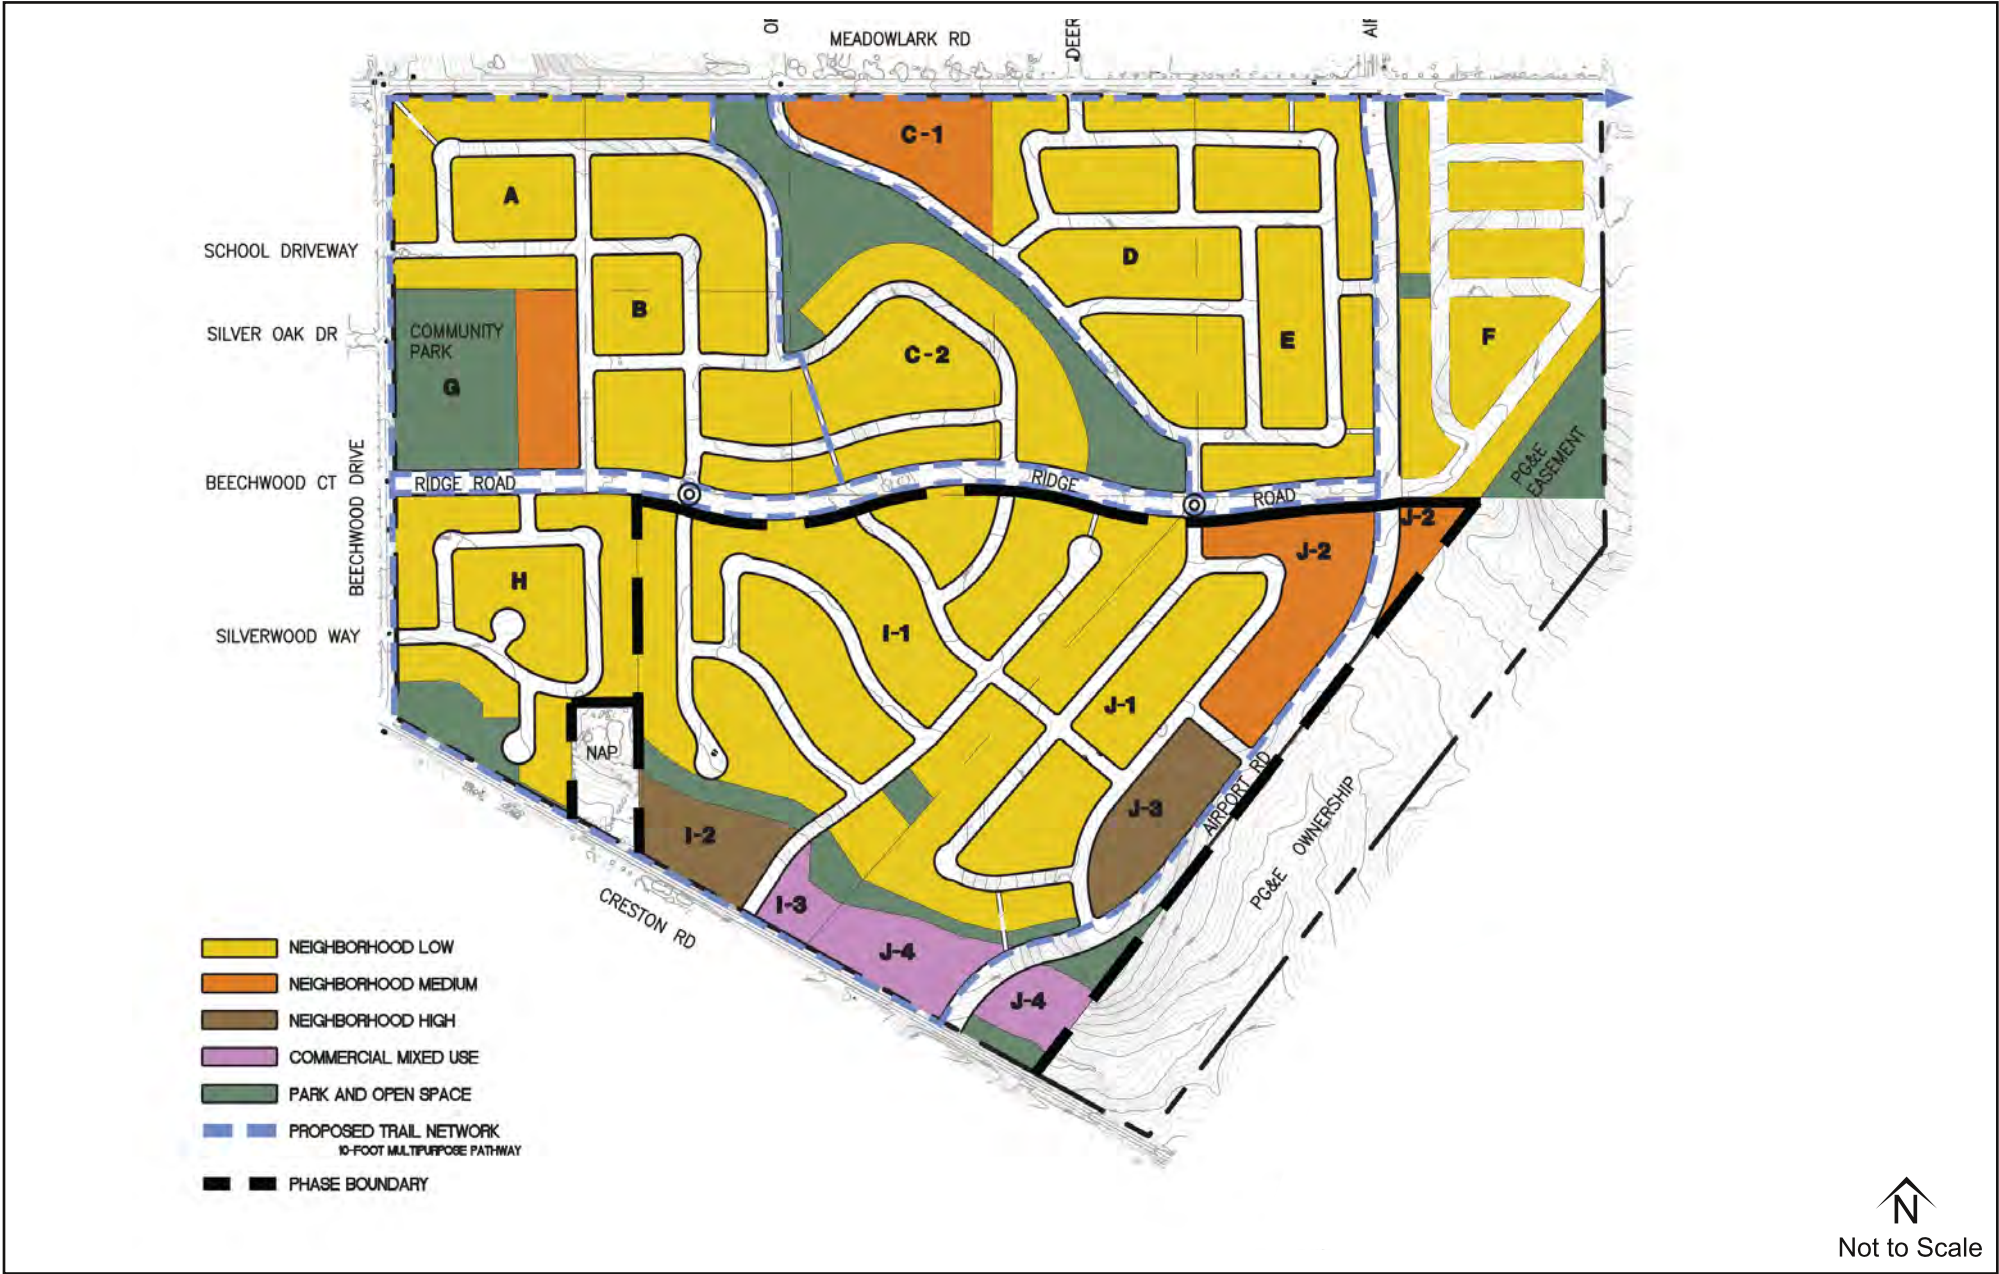 MEADOWLARK RD
DEER
C-1
A
SCHOOL DRIVEWAY
D
B
SILVER OAK DR
COMMUNITY
PARK
G
C-2
E
F
BEECHWOOD DRIVE
BEECHWOOD CT
RIDGE ROAD
RIDGE
ROAD
PG&E
EASEMENT
J-2
J-2
H
SILVERWOOD WAY
I-1
J-1
NAP
I-2
J-3
AIRPORT RD
PG&E OWNERSHIP
CRESTON RD
I-3
J-4
J-4
NEIGHBORHOOD LOW
NEIGHBORHOOD MEDIUM
NEIGHBORHOOD HIGH
COMMERCIAL MIXED USE
PARK AND OPEN SPACE
PROPOSED TRAIL NETWORK
10-FOOT MULTIPURPOSE PATHWAY
PHASE BOUNDARY
N
Not to Scale